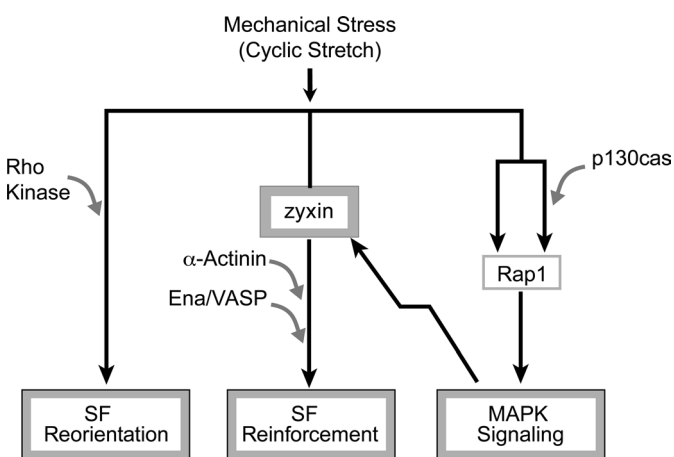 Mechanical Stress
(Cyclic Stretch)
Rho
Kinase
p130cas
zyxin
α-Actinin
Ena/VASP
Rap1
SF
Reorientation
SF
Reinforcement
MAPK
Signaling